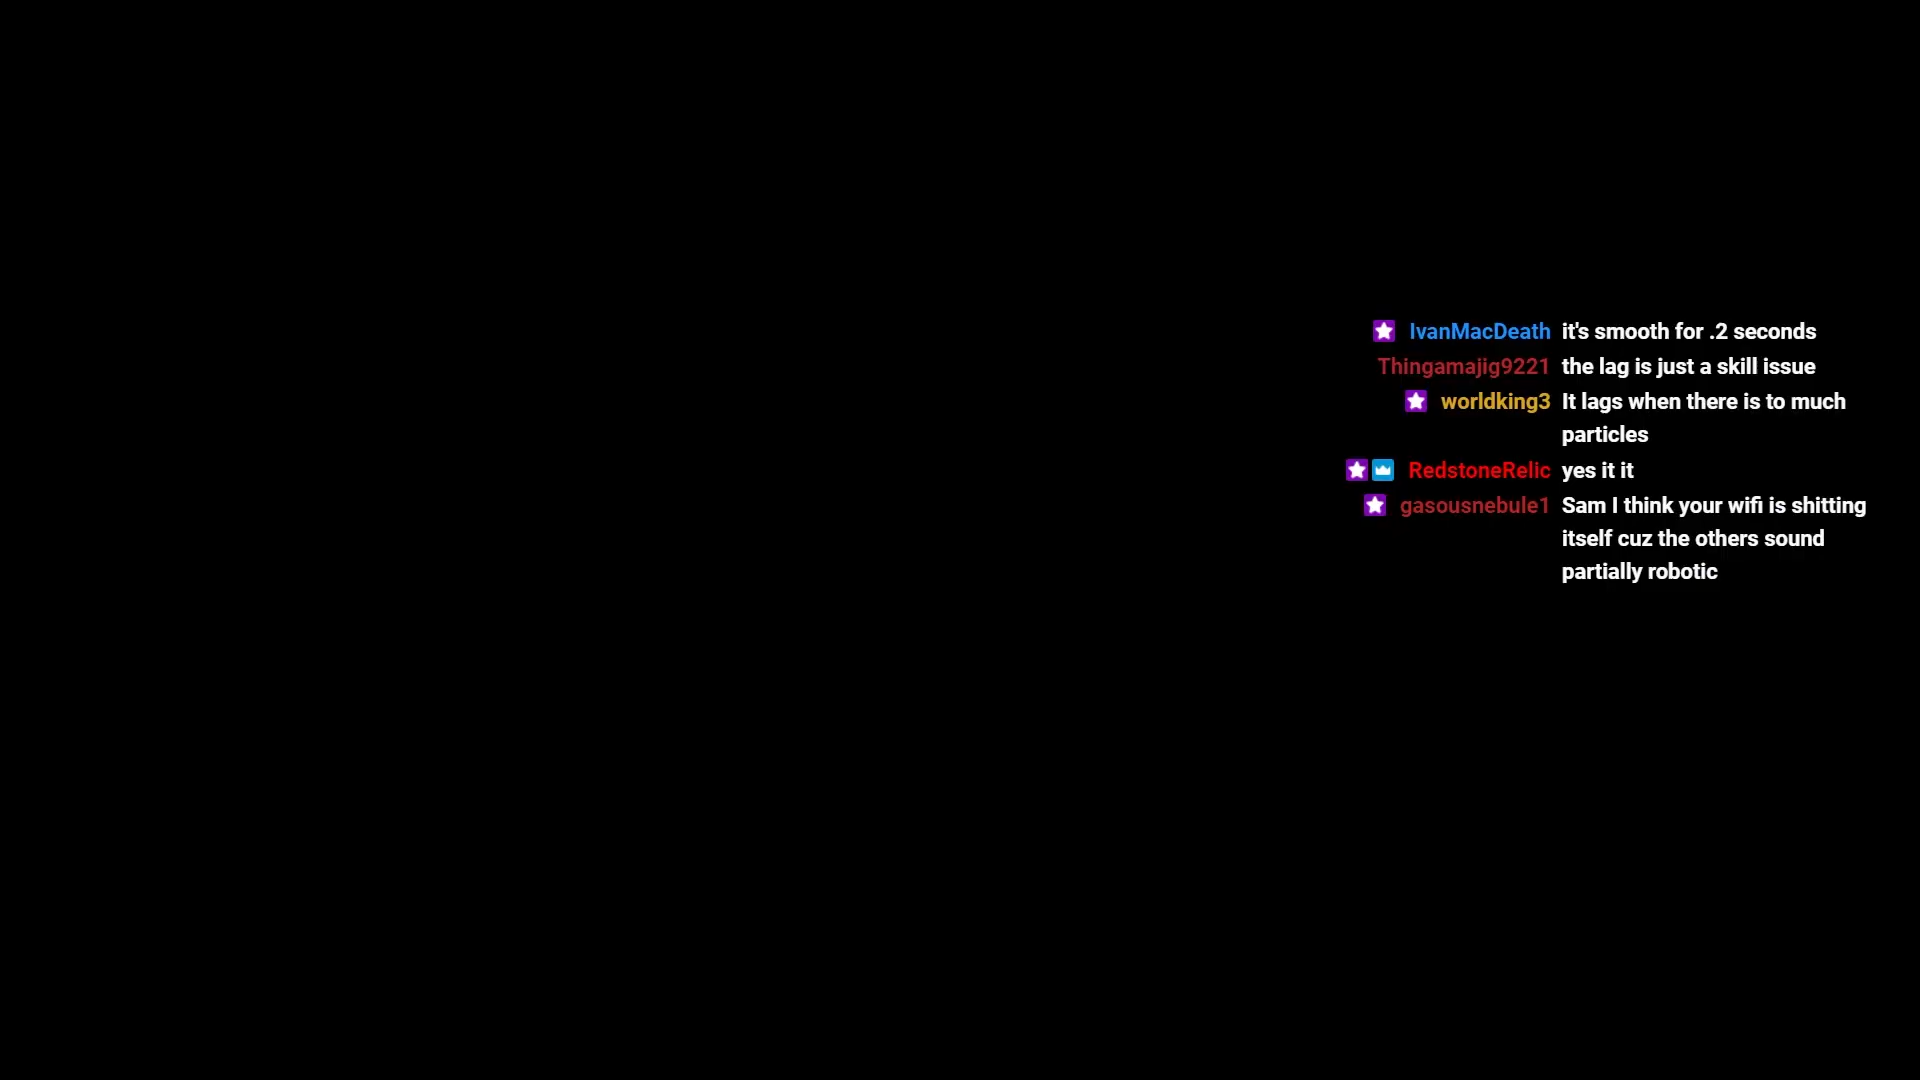 IvanMacDeath it's smooth for .2 seconds
Thingamajig9221 the lag is just a skill issue
worldking3 It lags when there is to much
particles
RedstoneRelic yes it it
gasousnebule1 Sam I think your wifi is shitting
itself cuz the others sound
partially robotic